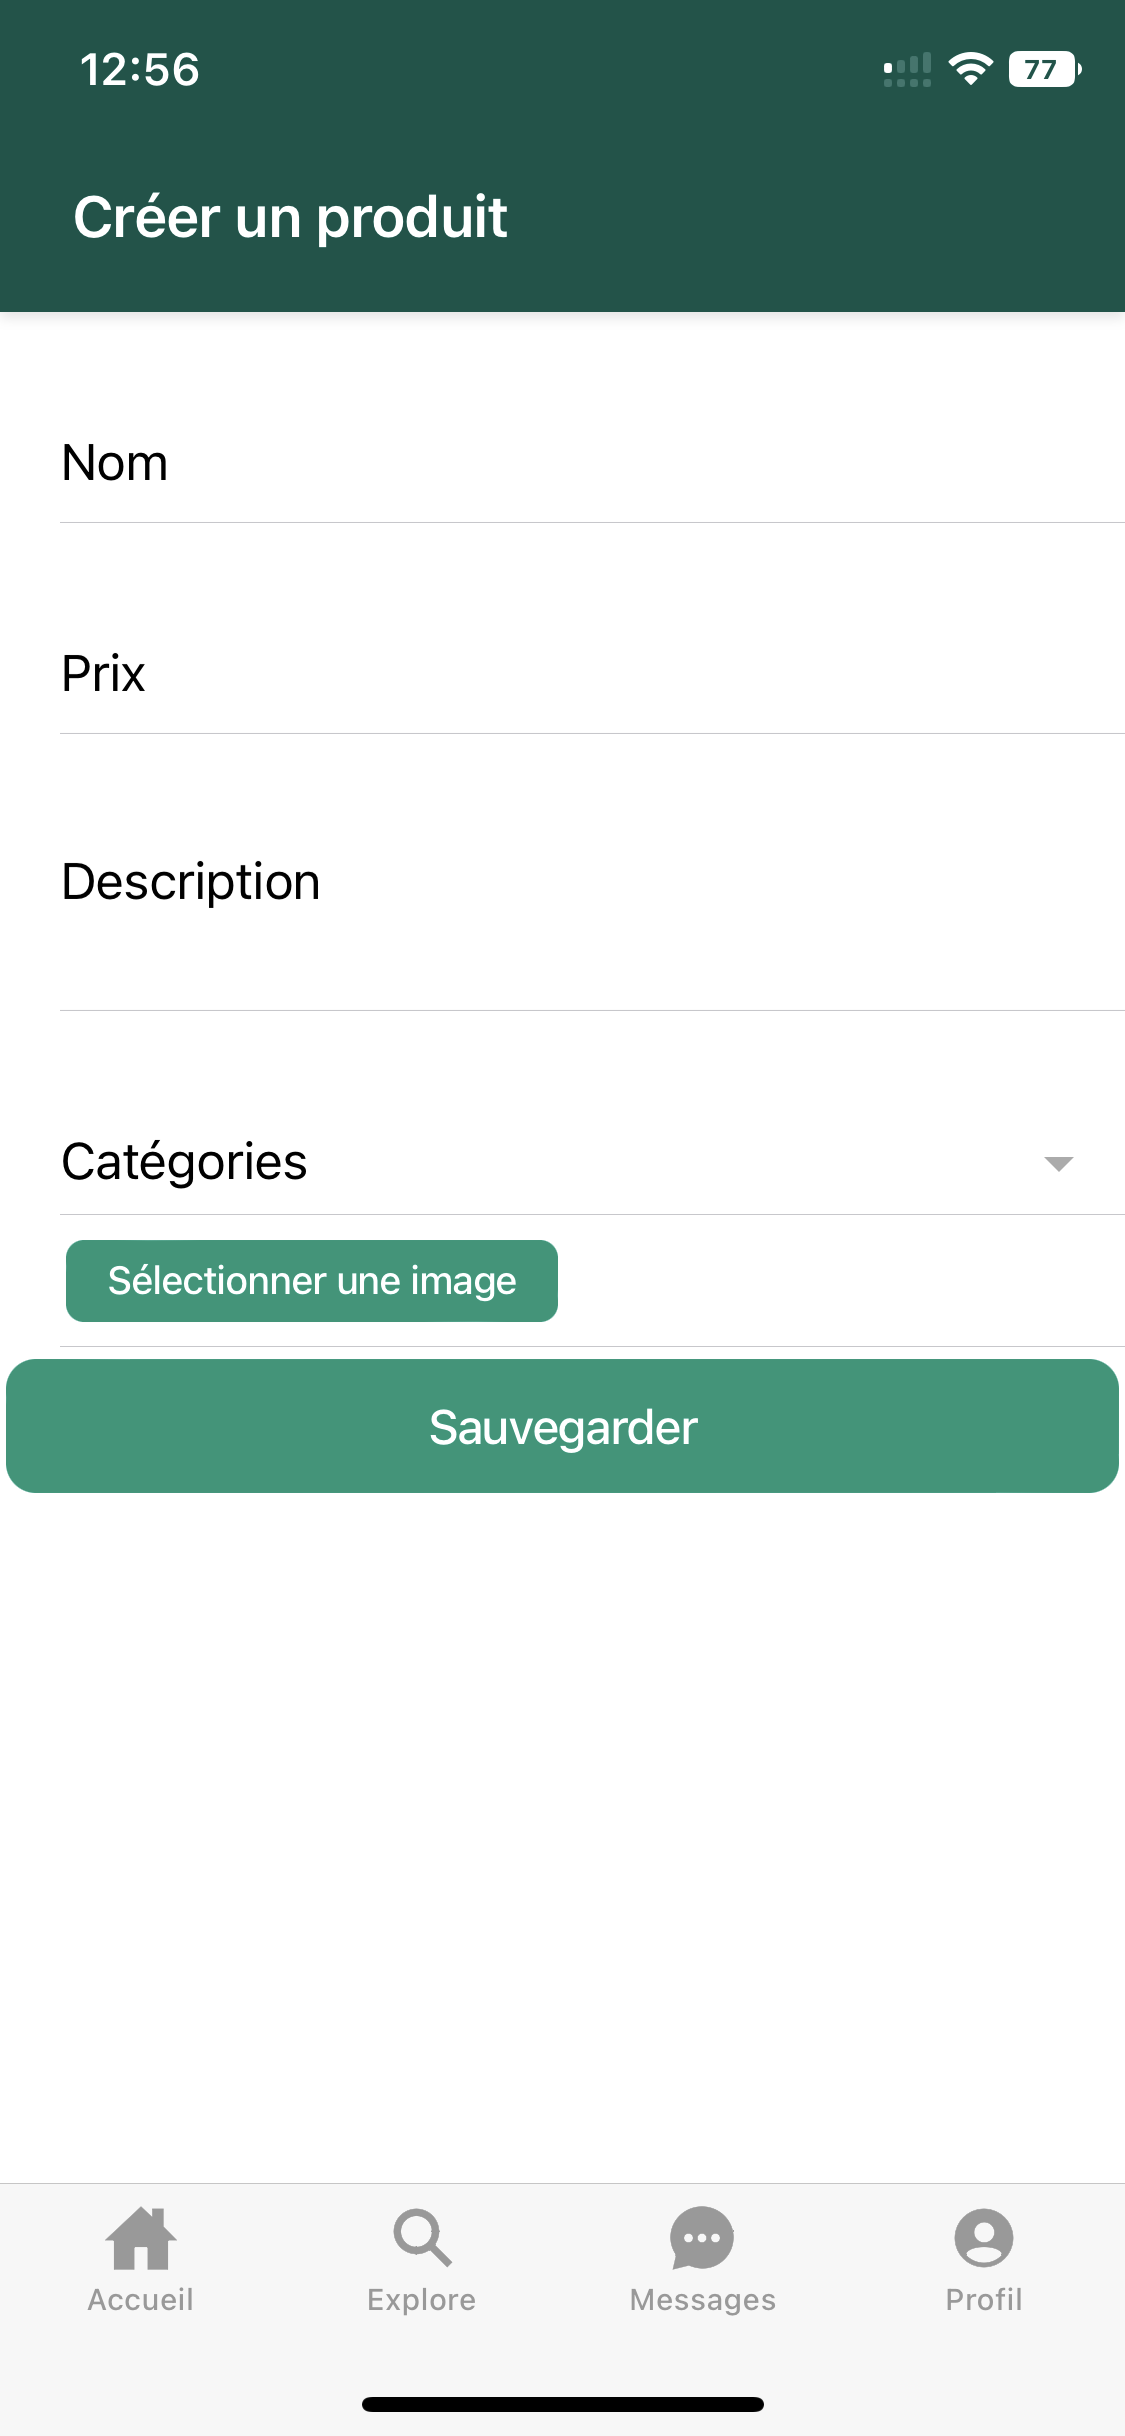 12:56
77
Créer un produit
Nom
Prix
Description
Catégories
Sélectionner une image
Sauvegarder
Accueil
Explore
Messages
Profil